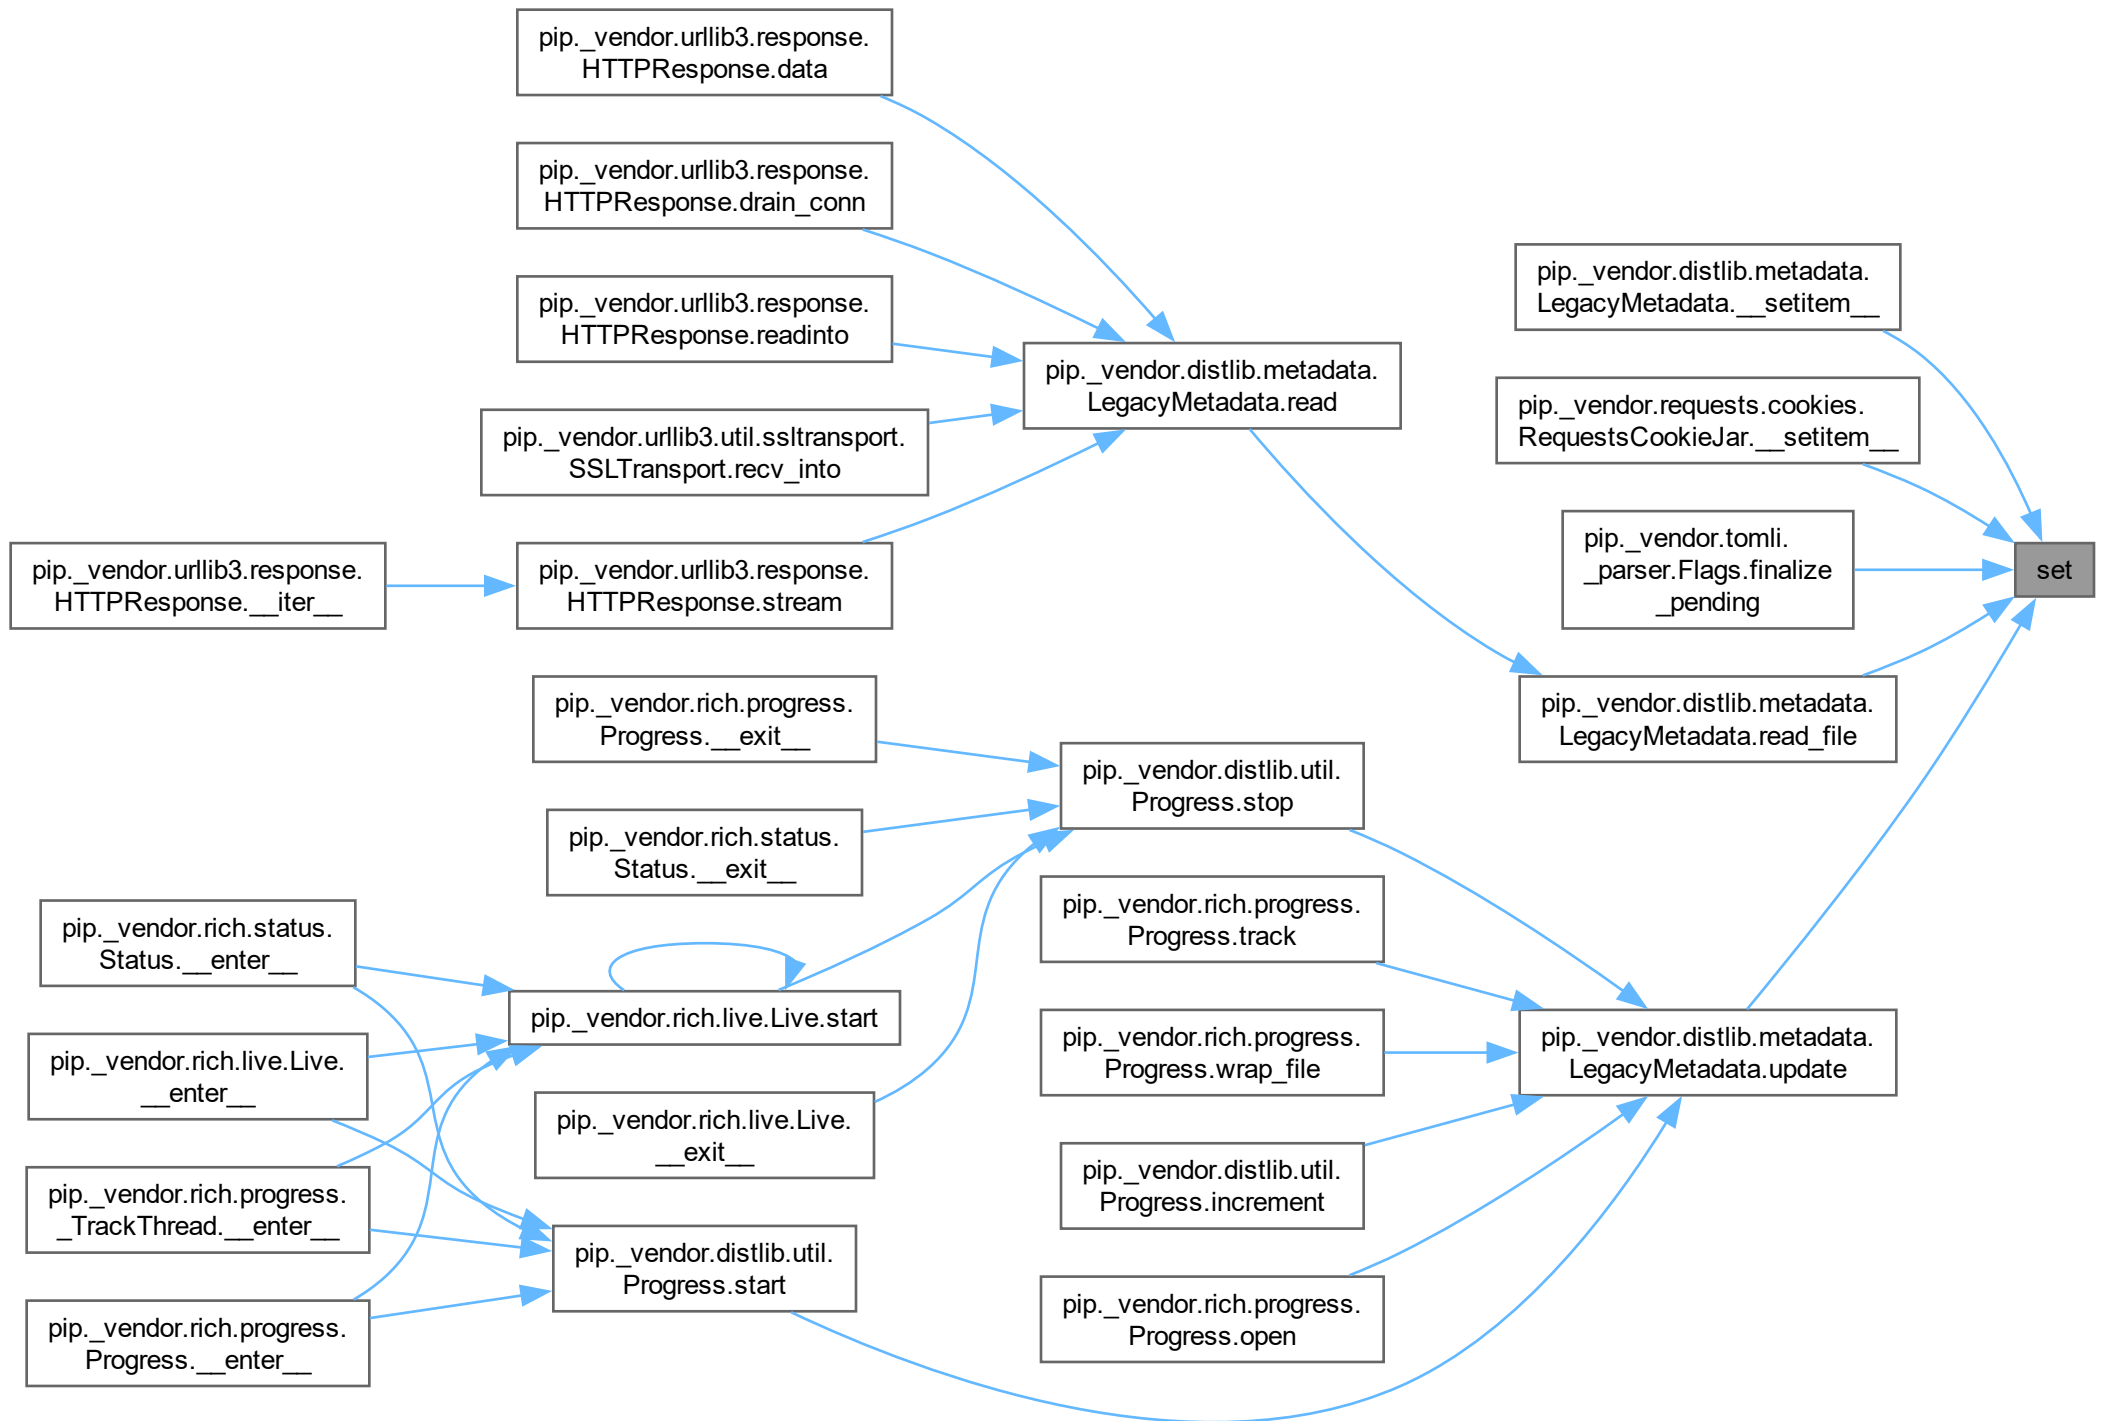 pip._vendor.urllib3.response.
HTTPResponse.data
pip._vendor.urllib3.response.
HTTPResponse.drain_conn
pip._vendor.urllib3.response.
HTTPResponse.readinto
pip._vendor.urllib3.util.ssltransport.
SSLTransport.recv_into
pip._vendor.urllib3.response.
HTTPResponse.__iter__
pip._vendor.urllib3.response.
HTTPResponse.stream
pip._vendor.distlib.metadata.
LegacyMetadata.read
pip._vendor.distlib.metadata.
LegacyMetadata.__setitem__
pip._vendor.requests.cookies.
RequestsCookieJar.__setitem__
pip._vendor.tomli.
_parser.Flags.finalize
_pending
set
pip._vendor.distlib.metadata.
LegacyMetadata.read_file
pip._vendor.rich.progress.
Progress.__exit__
pip._vendor.rich.status.
Status.__exit__
pip._vendor.distlib.util.
Progress.stop
pip._vendor.rich.progress.
Progress.track
pip._vendor.rich.progress.
Progress.wrap_file
pip._vendor.distlib.metadata.
LegacyMetadata.update
pip._vendor.distlib.util.
Progress.increment
pip._vendor.rich.progress.
Progress.open
pip._vendor.rich.status.
Status.__enter__
pip._vendor.rich.live.Live.start
pip._vendor.rich.live.Live.
__enter__
pip._vendor.rich.live.Live.
__exit__
pip._vendor.rich.progress.
_TrackThread.__enter__
pip._vendor.distlib.util.
Progress.start
pip._vendor.rich.progress.
Progress.__enter__